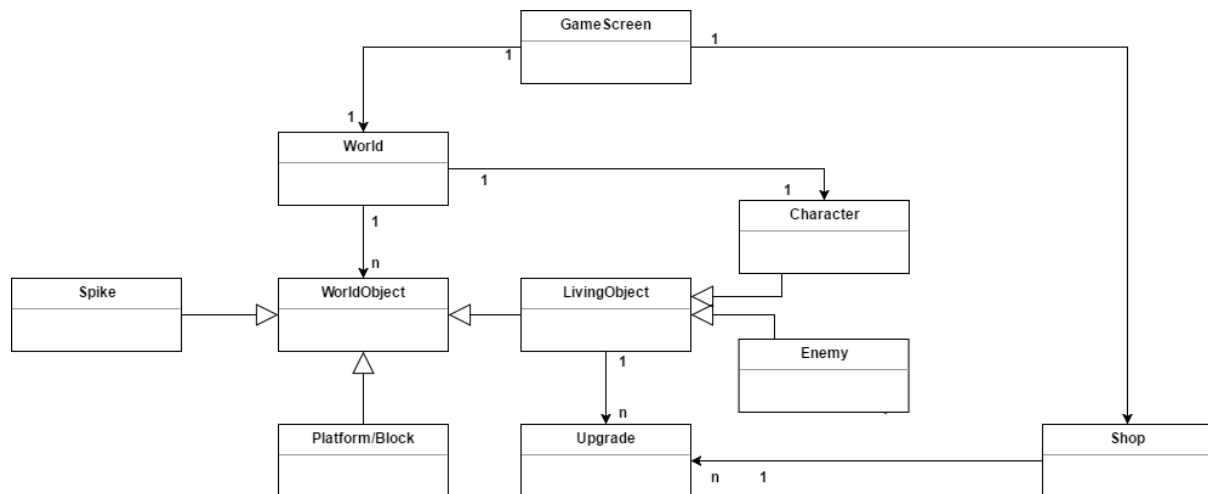 GameScreen
1
1
1
World
1
1
Character
1
n
Spike
WorldObject
LivingObject
Enemy
1
n
Platform/Block
Upgrade
Shop
n
1